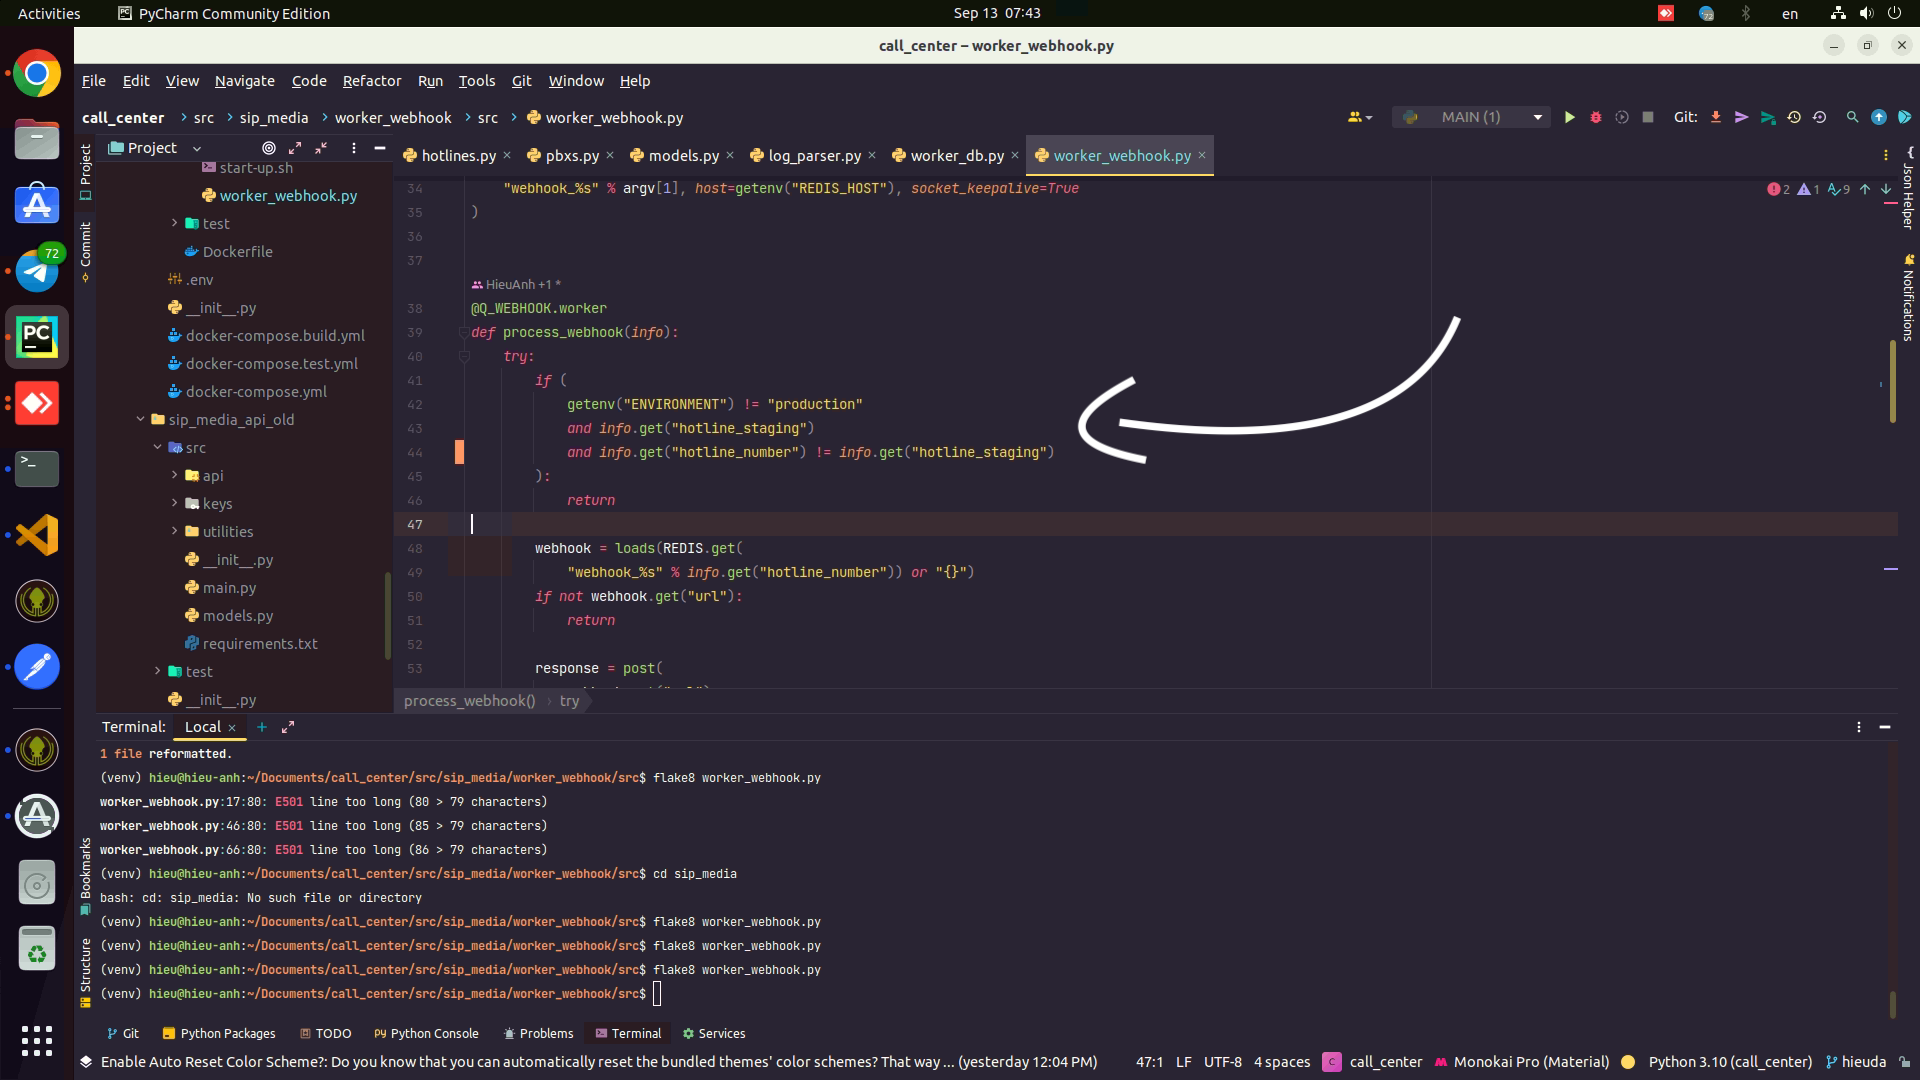 Activities
PyCharm Community Edition
Sep 13 07:43
72
en
call_center – worker_webhook.py
File Edit View Navigate Code Refactor Run Tools Git Window Help
call_center › src › sip_media › worker_webhook › src › worker_webhook.py
MAIN (1)
Git:
Project
Commit
Project
hotlines.py pbxs.py models.py log_parser.py worker_db.py worker_webhook.py
Json Helper
Notifications
2 1 9
72
start-up.sh
worker_webhook.py
test
Dockerfile
.env
__init__.py
docker-compose.build.yml
docker-compose.test.yml
docker-compose.yml
sip_media_api_old
src
api
keys
utilities
__init__.py
main.py
models.py
requirements.txt
test
__init__.py
34 "webhook_%s" % argv[1], host=getenv("REDIS_HOST"), socket_keepalive=True
35 )
36
37
HieuAnh +1 *
38 @Q_WEBHOOK.worker
39 def process_webhook(info):
40 try:
41 if (
42 getenv("ENVIRONMENT") != "production"
43 and info.get("hotline_staging")
44 and info.get("hotline_number") != info.get("hotline_staging")
45 ):
46 return
47
48 webhook = loads(REDIS.get(
49 "webhook_%s" % info.get("hotline_number")) or "{}")
50 if not webhook.get("url"):
51 return
52
53 response = post(
process_webhook() › try
Terminal: Local
1 file reformatted.
(venv) hieu@hieu-anh:~/Documents/call_center/src/sip_media/worker_webhook/src$ flake8 worker_webhook.py
worker_webhook.py:17:80: E501 line too long (80 > 79 characters)
worker_webhook.py:46:80: E501 line too long (85 > 79 characters)
worker_webhook.py:66:80: E501 line too long (86 > 79 characters)
(venv) hieu@hieu-anh:~/Documents/call_center/src/sip_media/worker_webhook/src$ cd sip_media
bash: cd: sip_media: No such file or directory
(venv) hieu@hieu-anh:~/Documents/call_center/src/sip_media/worker_webhook/src$ flake8 worker_webhook.py
(venv) hieu@hieu-anh:~/Documents/call_center/src/sip_media/worker_webhook/src$ flake8 worker_webhook.py
(venv) hieu@hieu-anh:~/Documents/call_center/src/sip_media/worker_webhook/src$ flake8 worker_webhook.py
(venv) hieu@hieu-anh:~/Documents/call_center/src/sip_media/worker_webhook/src$
Bookmarks
Structure
Git Python Packages TODO Python Console Problems Terminal Services
Enable Auto Reset Color Scheme?: Do you know that you can automatically reset the bundled themes' color schemes? That way ... (yesterday 12:04 PM)
47:1 LF UTF-8 4 spaces C call_center Monokai Pro (Material) Python 3.10 (call_center) hieuda